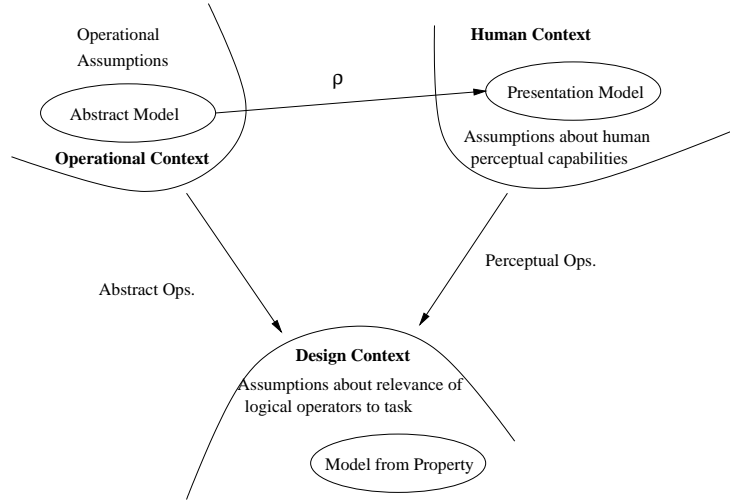 Operational
Assumptions
Abstract Model
Operational Context
ρ
Human Context
Presentation Model
Assumptions about human
perceptual capabilities
Abstract Ops.
Perceptual Ops.
Design Context
Assumptions about relevance of
logical operators to task
Model from Property